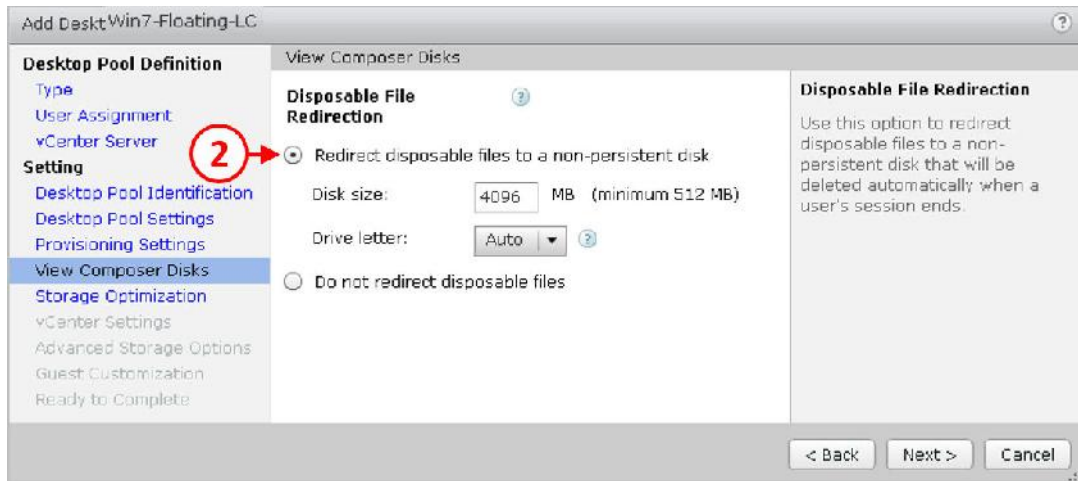 Add Deskt Win7-Floating-LC
?
Desktop Pool Definition
Type
User Assignment
vCenter Server
Setting
Desktop Pool Identification
Desktop Pool Settings
Provisioning Settings
View Composer Disks
Storage Optimization
vCenter Settings
Advanced Storage Options
Guest Customization
Ready to Complete
View Composer Disks
Disposable File ?
Redirection
2
Redirect disposable files to a non-persistent disk
Disk size: 4096 MB (minimum 512 MB)
Drive letter: Auto ?
Do not redirect disposable files
Disposable File Redirection
Use this option to redirect
disposable files to a non-
persistent disk that will be
deleted automatically when a
user's session ends.
< Back Next > Cancel